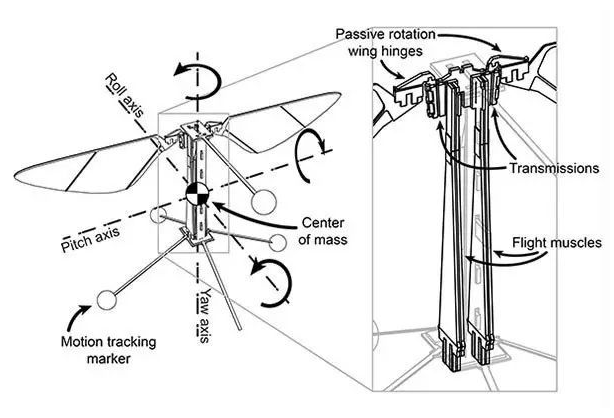 Passive rotation
wing hinges
Roll axis
Transmissions
Center
of mass
Pitch axis
Flight muscles
Yaw axis
Motion tracking
marker